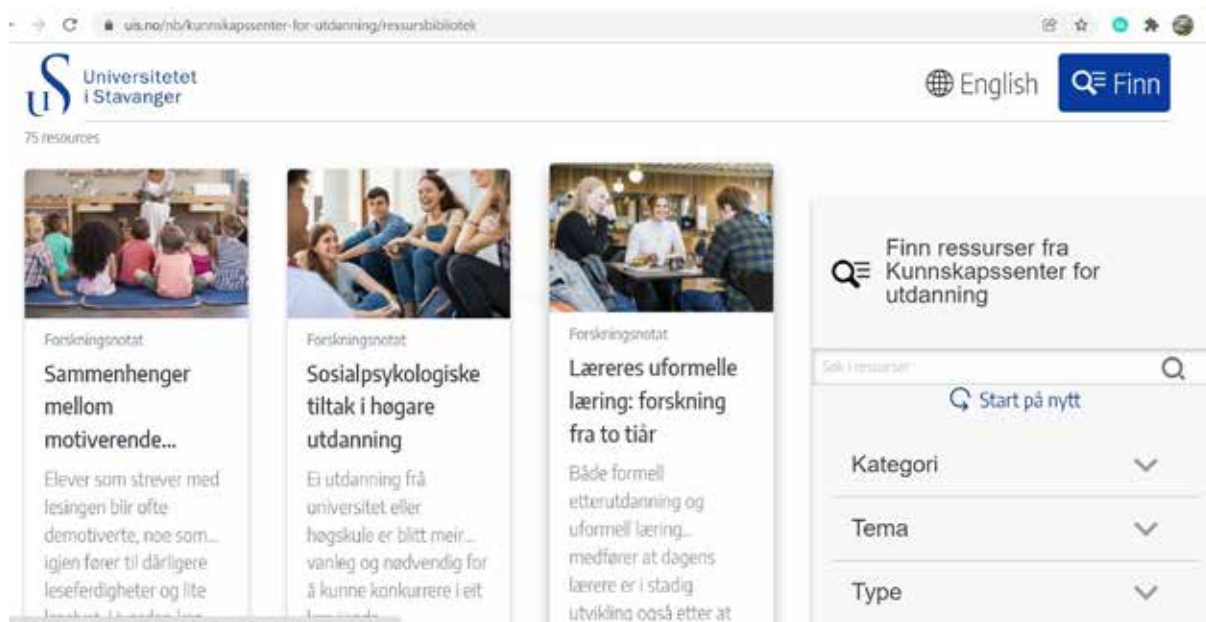 uis.no/nb/kunnskapssenter-for-utdanning/ressursbibliotek
Universitetet
i Stavanger
English
Finn
75 resources
Forskningsnotat
Sammenhenger
mellom
motiverende...
Elever som strever med
lesingen blir ofte
demotiverte, noe som...
igjen fører til dårligere
leseferdigheter og lite
Forskningsnotat
Sosialpsykologiske
tiltak i høgare
utdanning
Ei utdanning frå
universitet eller
høgskule er blitt meir...
vanleg og nødvendig for
å kunne konkurrere i eit
Forskningsnotat
Læreres uformelle
læring: forskning
fra to tiår
Både formell
etterutdanning og
uformell læring...
medfører at dagens
lærere er i stadig
utvikling også etter at
Finn ressurser fra
Kunnskapssenter for
utdanning
Søk i ressurser
Start på nytt
Kategori
Tema
Type